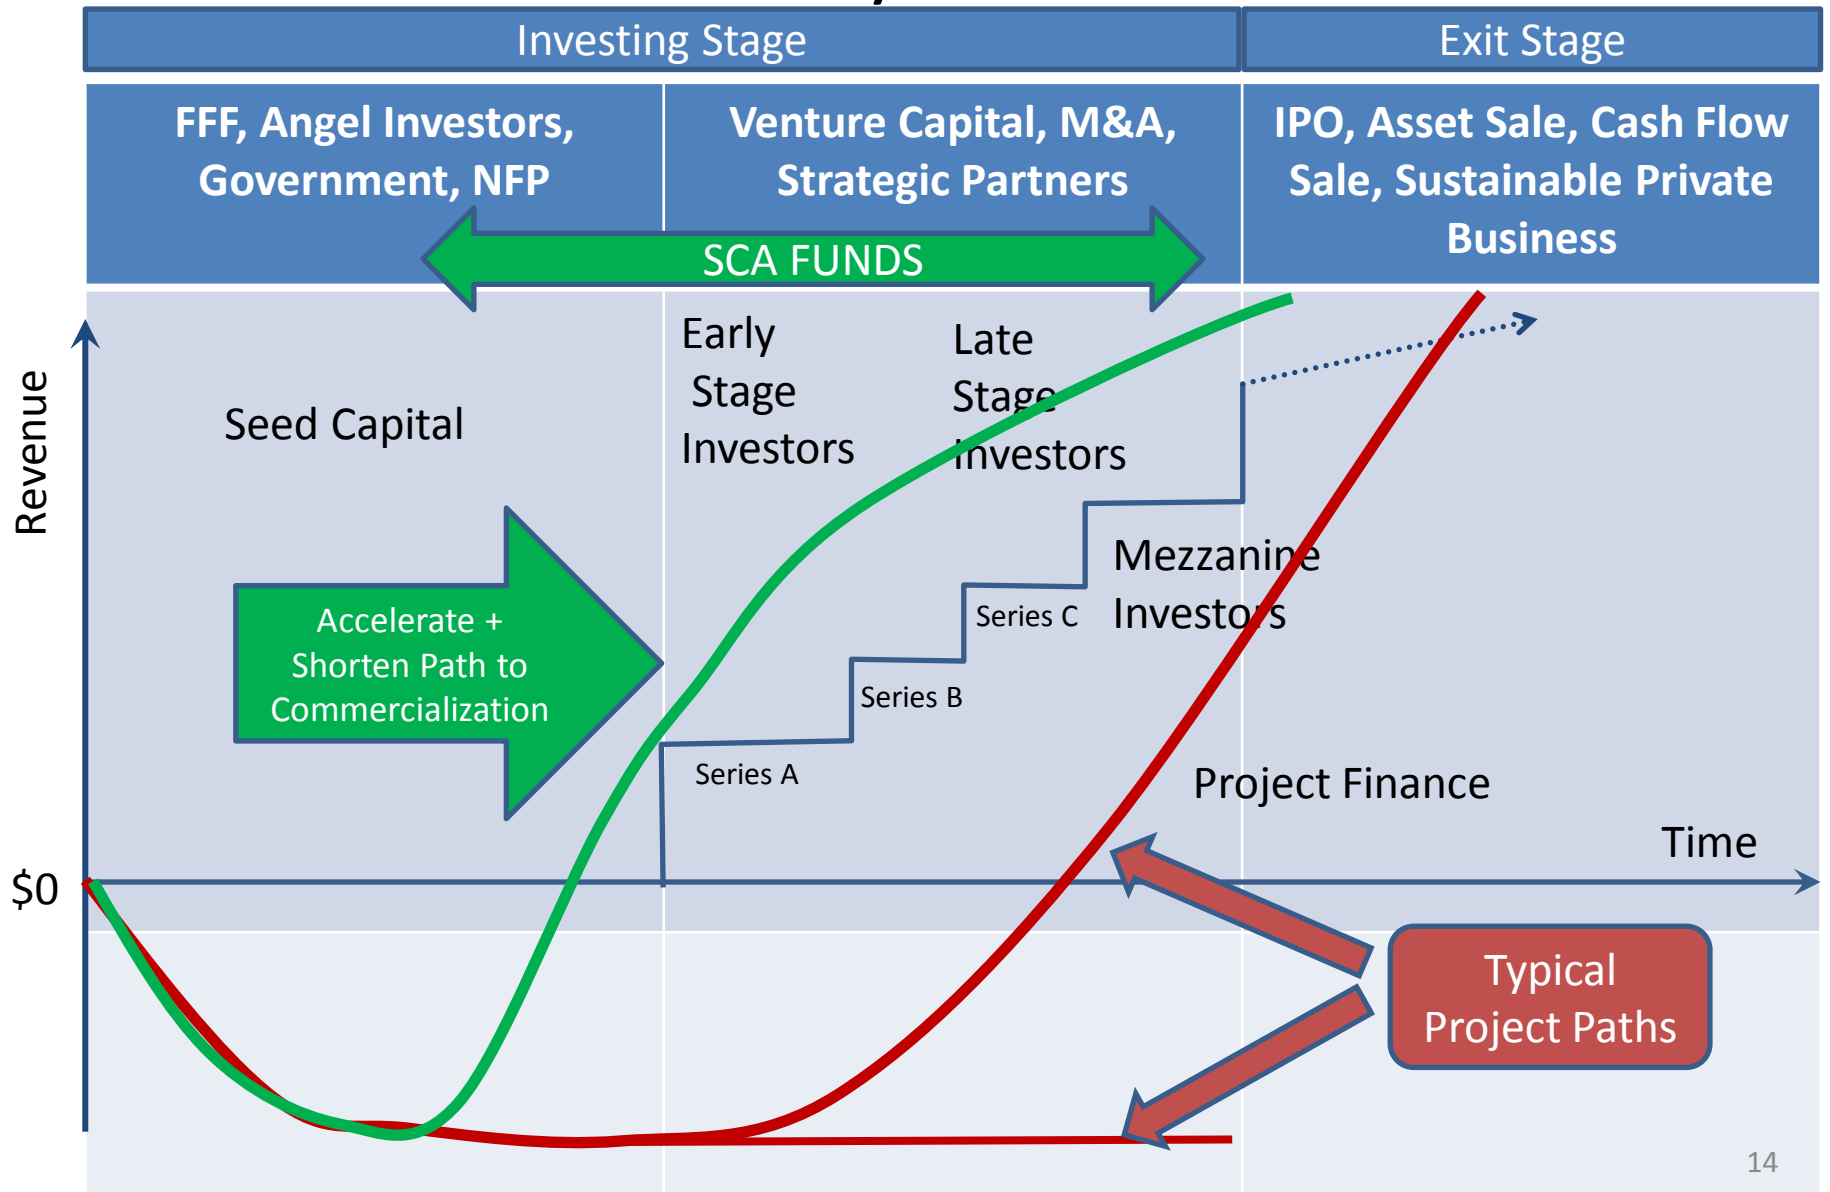 Investing Stage
Exit Stage
FFF, Angel Investors,
Government, NFP
Venture Capital, M&A,
Strategic Partners
IPO, Asset Sale, Cash Flow
Sale, Sustainable Private
Business
SCA FUNDS
Revenue
Seed Capital
Early
Stage
Investors
Late
Stage
Investors
Accelerate +
Shorten Path to
Commercialization
Mezzanine
Investors
Series C
Series B
Series A
Project Finance
Time
$0
Typical
Project Paths
14